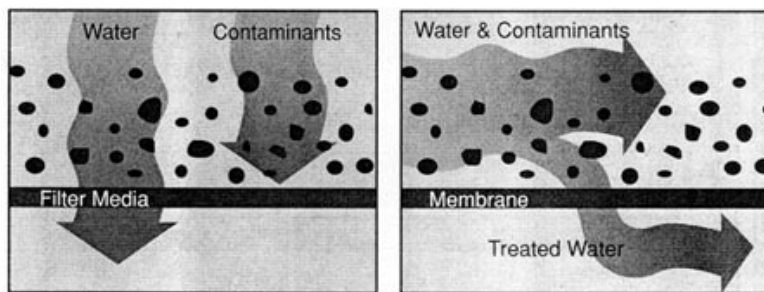 Water
Contaminants
Filter Media
Water & Contaminants
Membrane
Treated Water